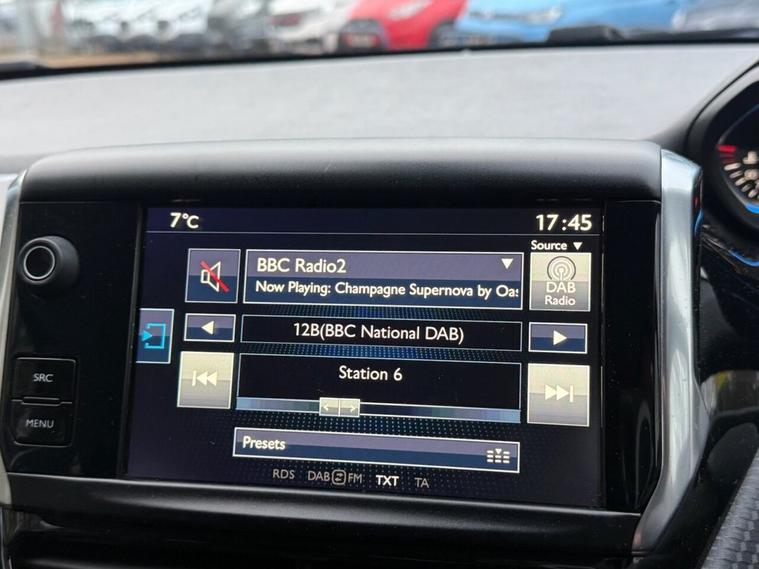 7°C 17:45
Source ▼
BBC Radio2
Now Playing: Champagne Supernova by Oas
DAB
Radio
12B(BBC National DAB)
Station 6
SRC
MENU
Presets
RDS DAB FM TXT TA